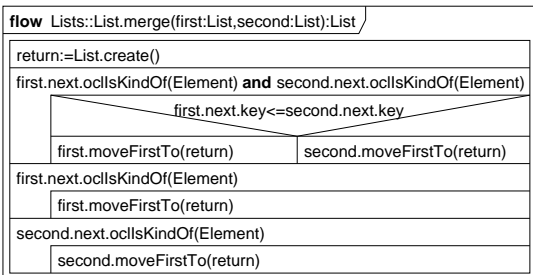 flow Lists::List.merge(first:List,second:List):List
return:=List.create()
first.next.oclIsKindOf(Element) and second.next.oclIsKindOf(Element)
first.next.key<=second.next.key
first.moveFirstTo(return) second.moveFirstTo(return)
first.next.oclIsKindOf(Element)
first.moveFirstTo(return)
second.next.oclIsKindOf(Element)
second.moveFirstTo(return)